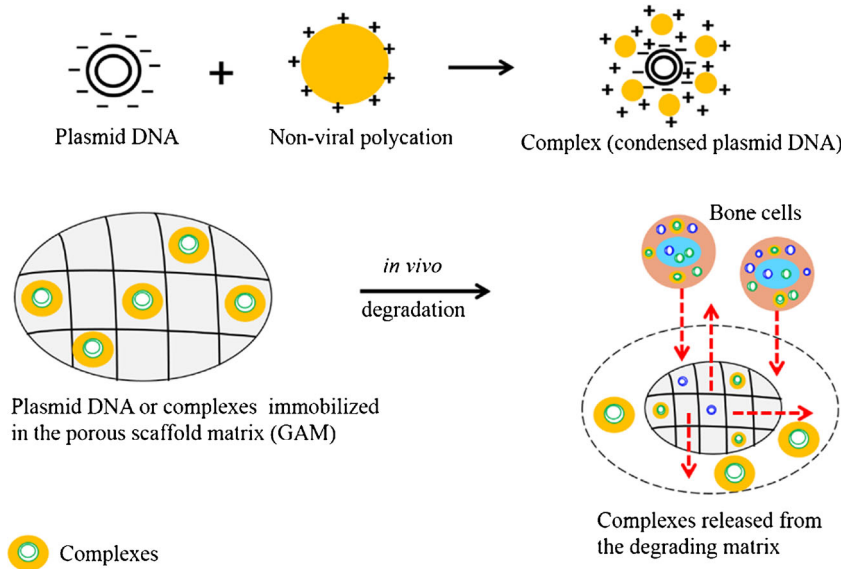 Plasmid DNA
+
Non-viral polycation
Complex (condensed plasmid DNA)
Bone cells
in vivo
degradation
Plasmid DNA or complexes immobilized
in the porous scaffold matrix (GAM)
Complexes released from
the degrading matrix
Complexes